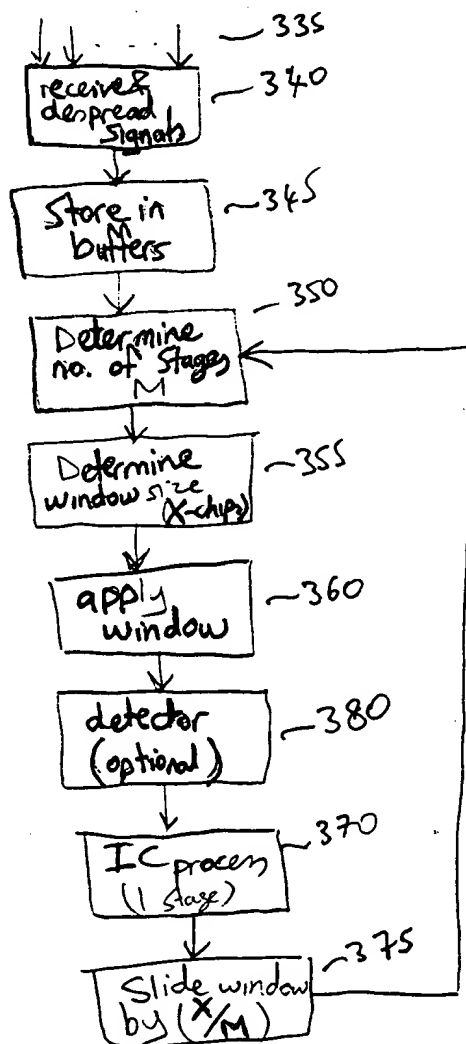 335
receive &
despread
signals
340
Store in
M
buffers
345
Determine
no. of stages
M
350
Determine
window size
(X-chips)
355
apply
window
360
detector
(optional)
380
IC process
(1 stage)
370
Slide window
by (X/M)
375